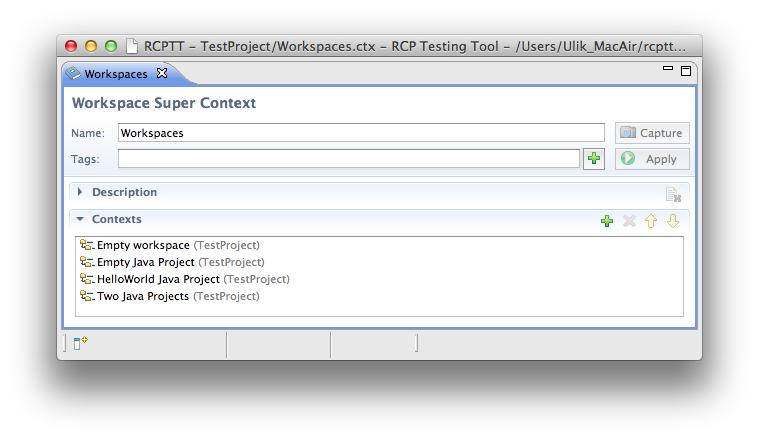 RCPTT – TestProject/Workspaces.ctx – RCP Testing Tool – /Users/Ulik_MacAir/rcptt...
Workspaces
Workspace Super Context
Name: Workspaces Capture
Tags: Apply
Description
Contexts
Empty workspace (TestProject)
Empty Java Project (TestProject)
HelloWorld Java Project (TestProject)
Two Java Projects (TestProject)